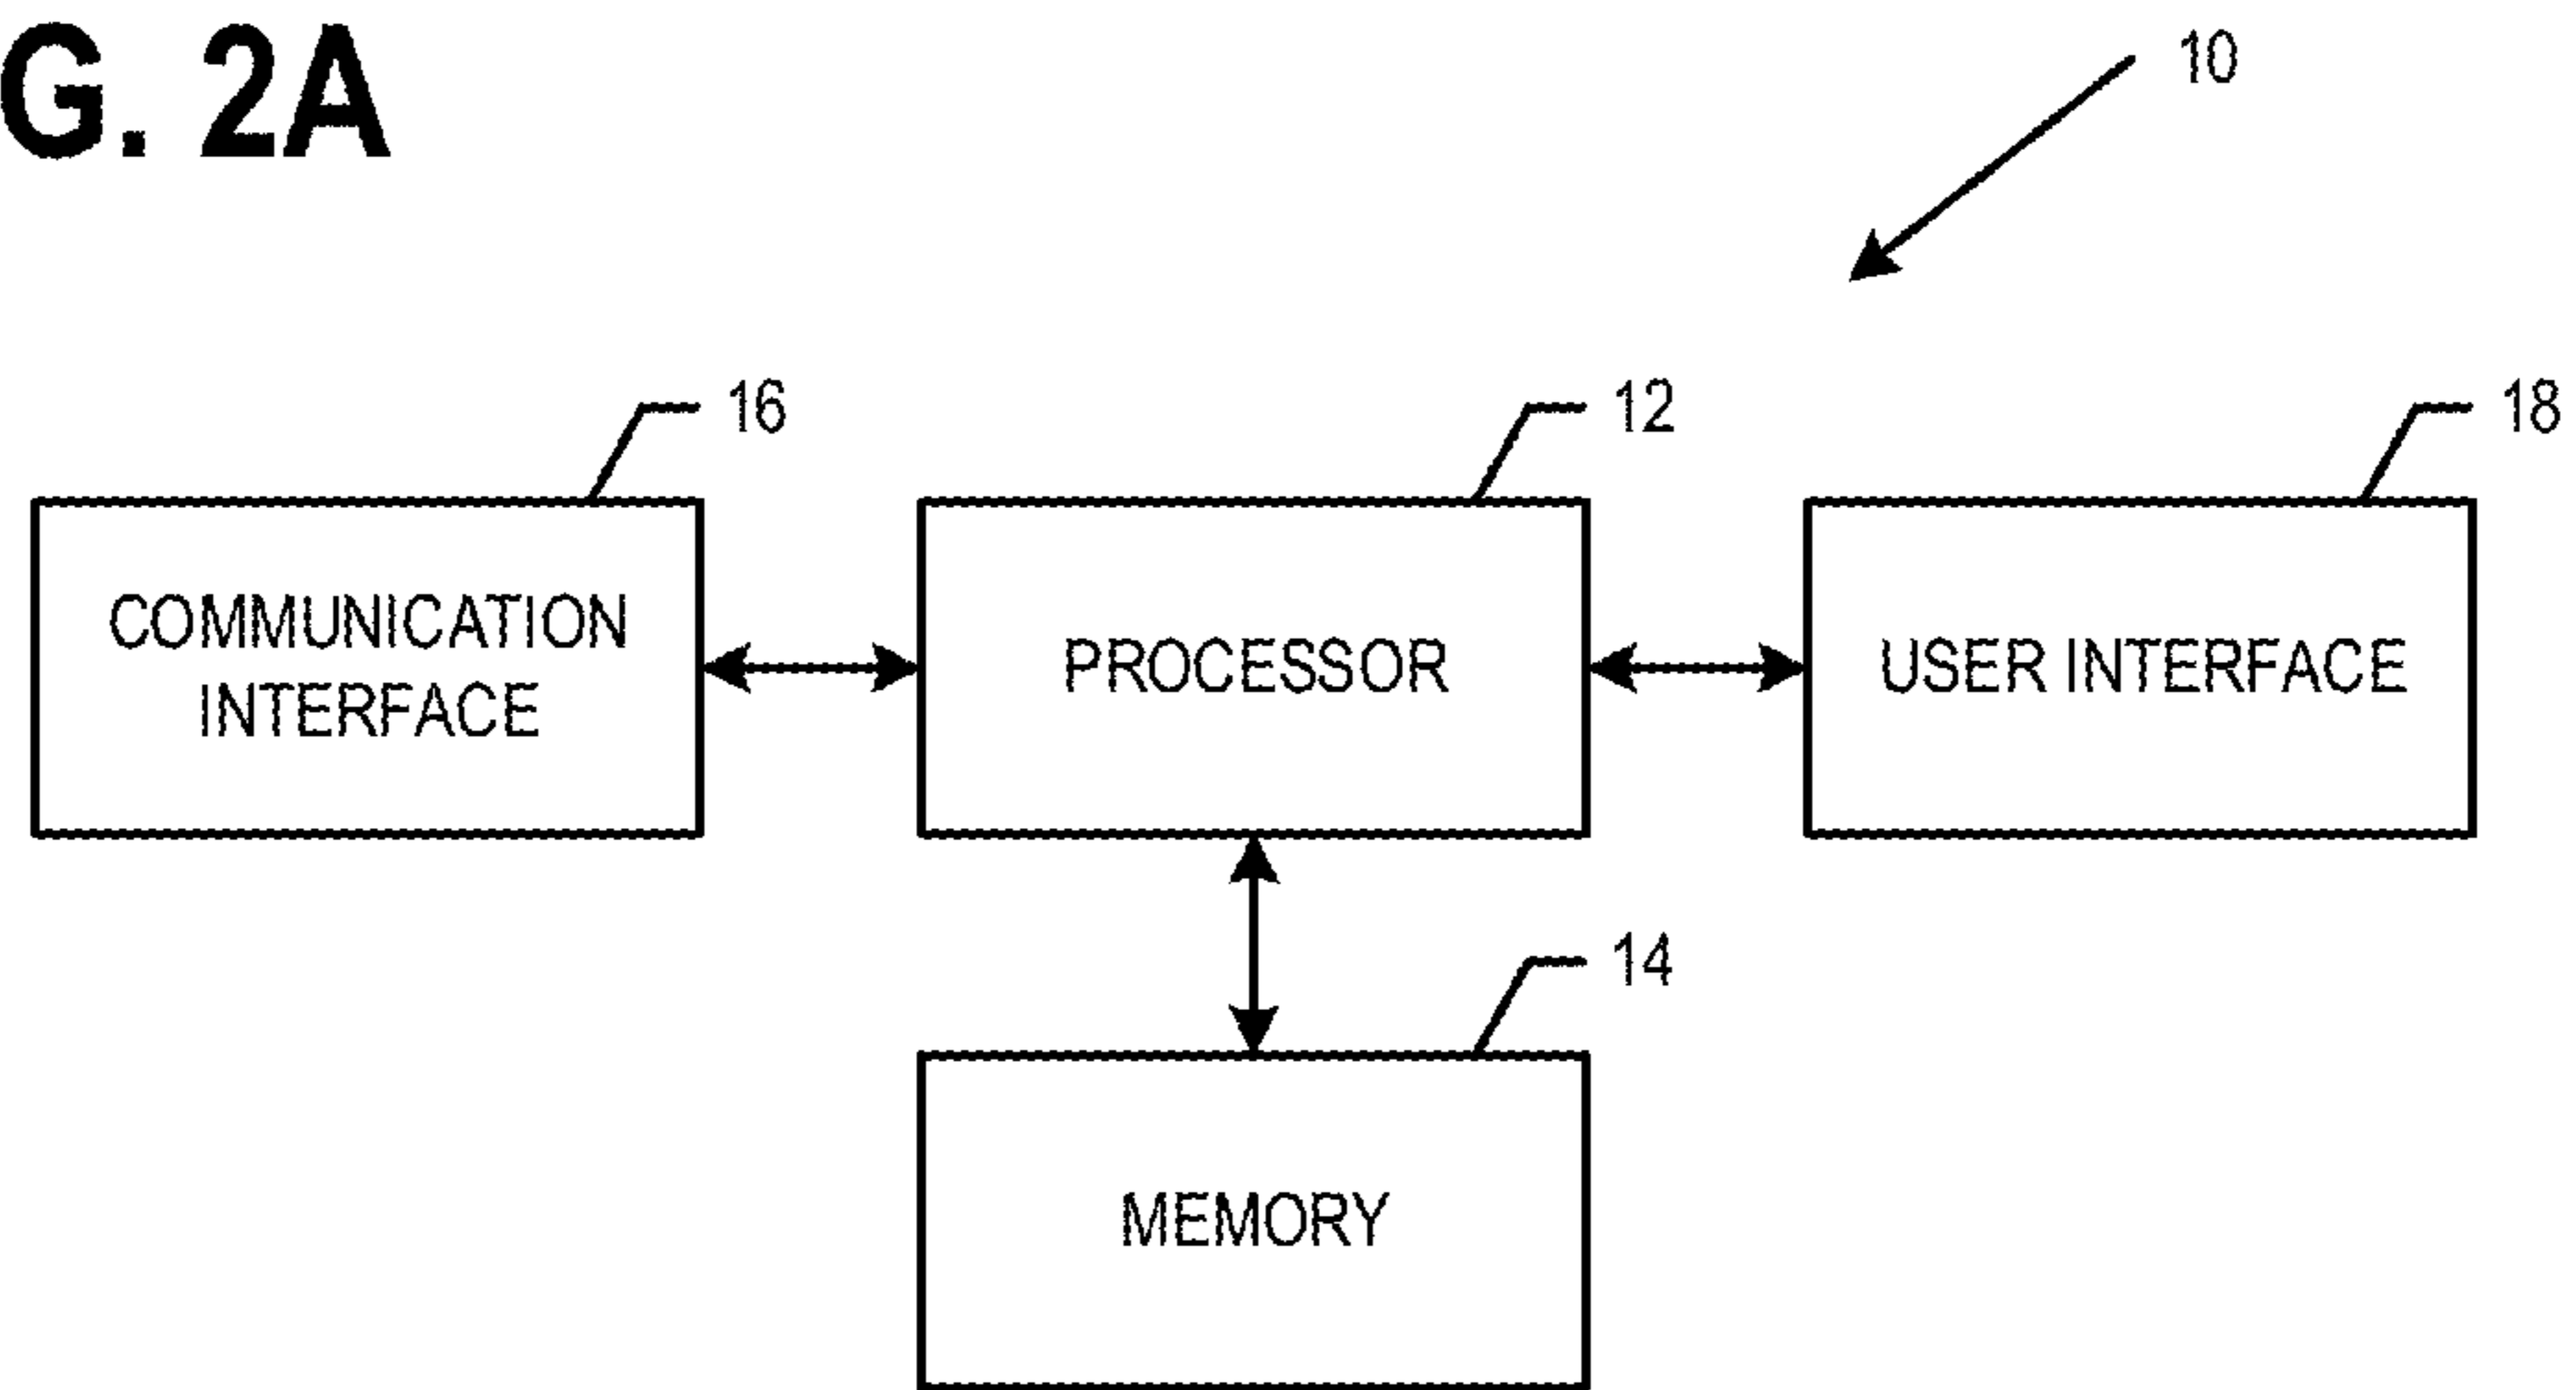 G. 2A
10
16
12
18
COMMUNICATION
INTERFACE
PROCESSOR
USER INTERFACE
14
MEMORY